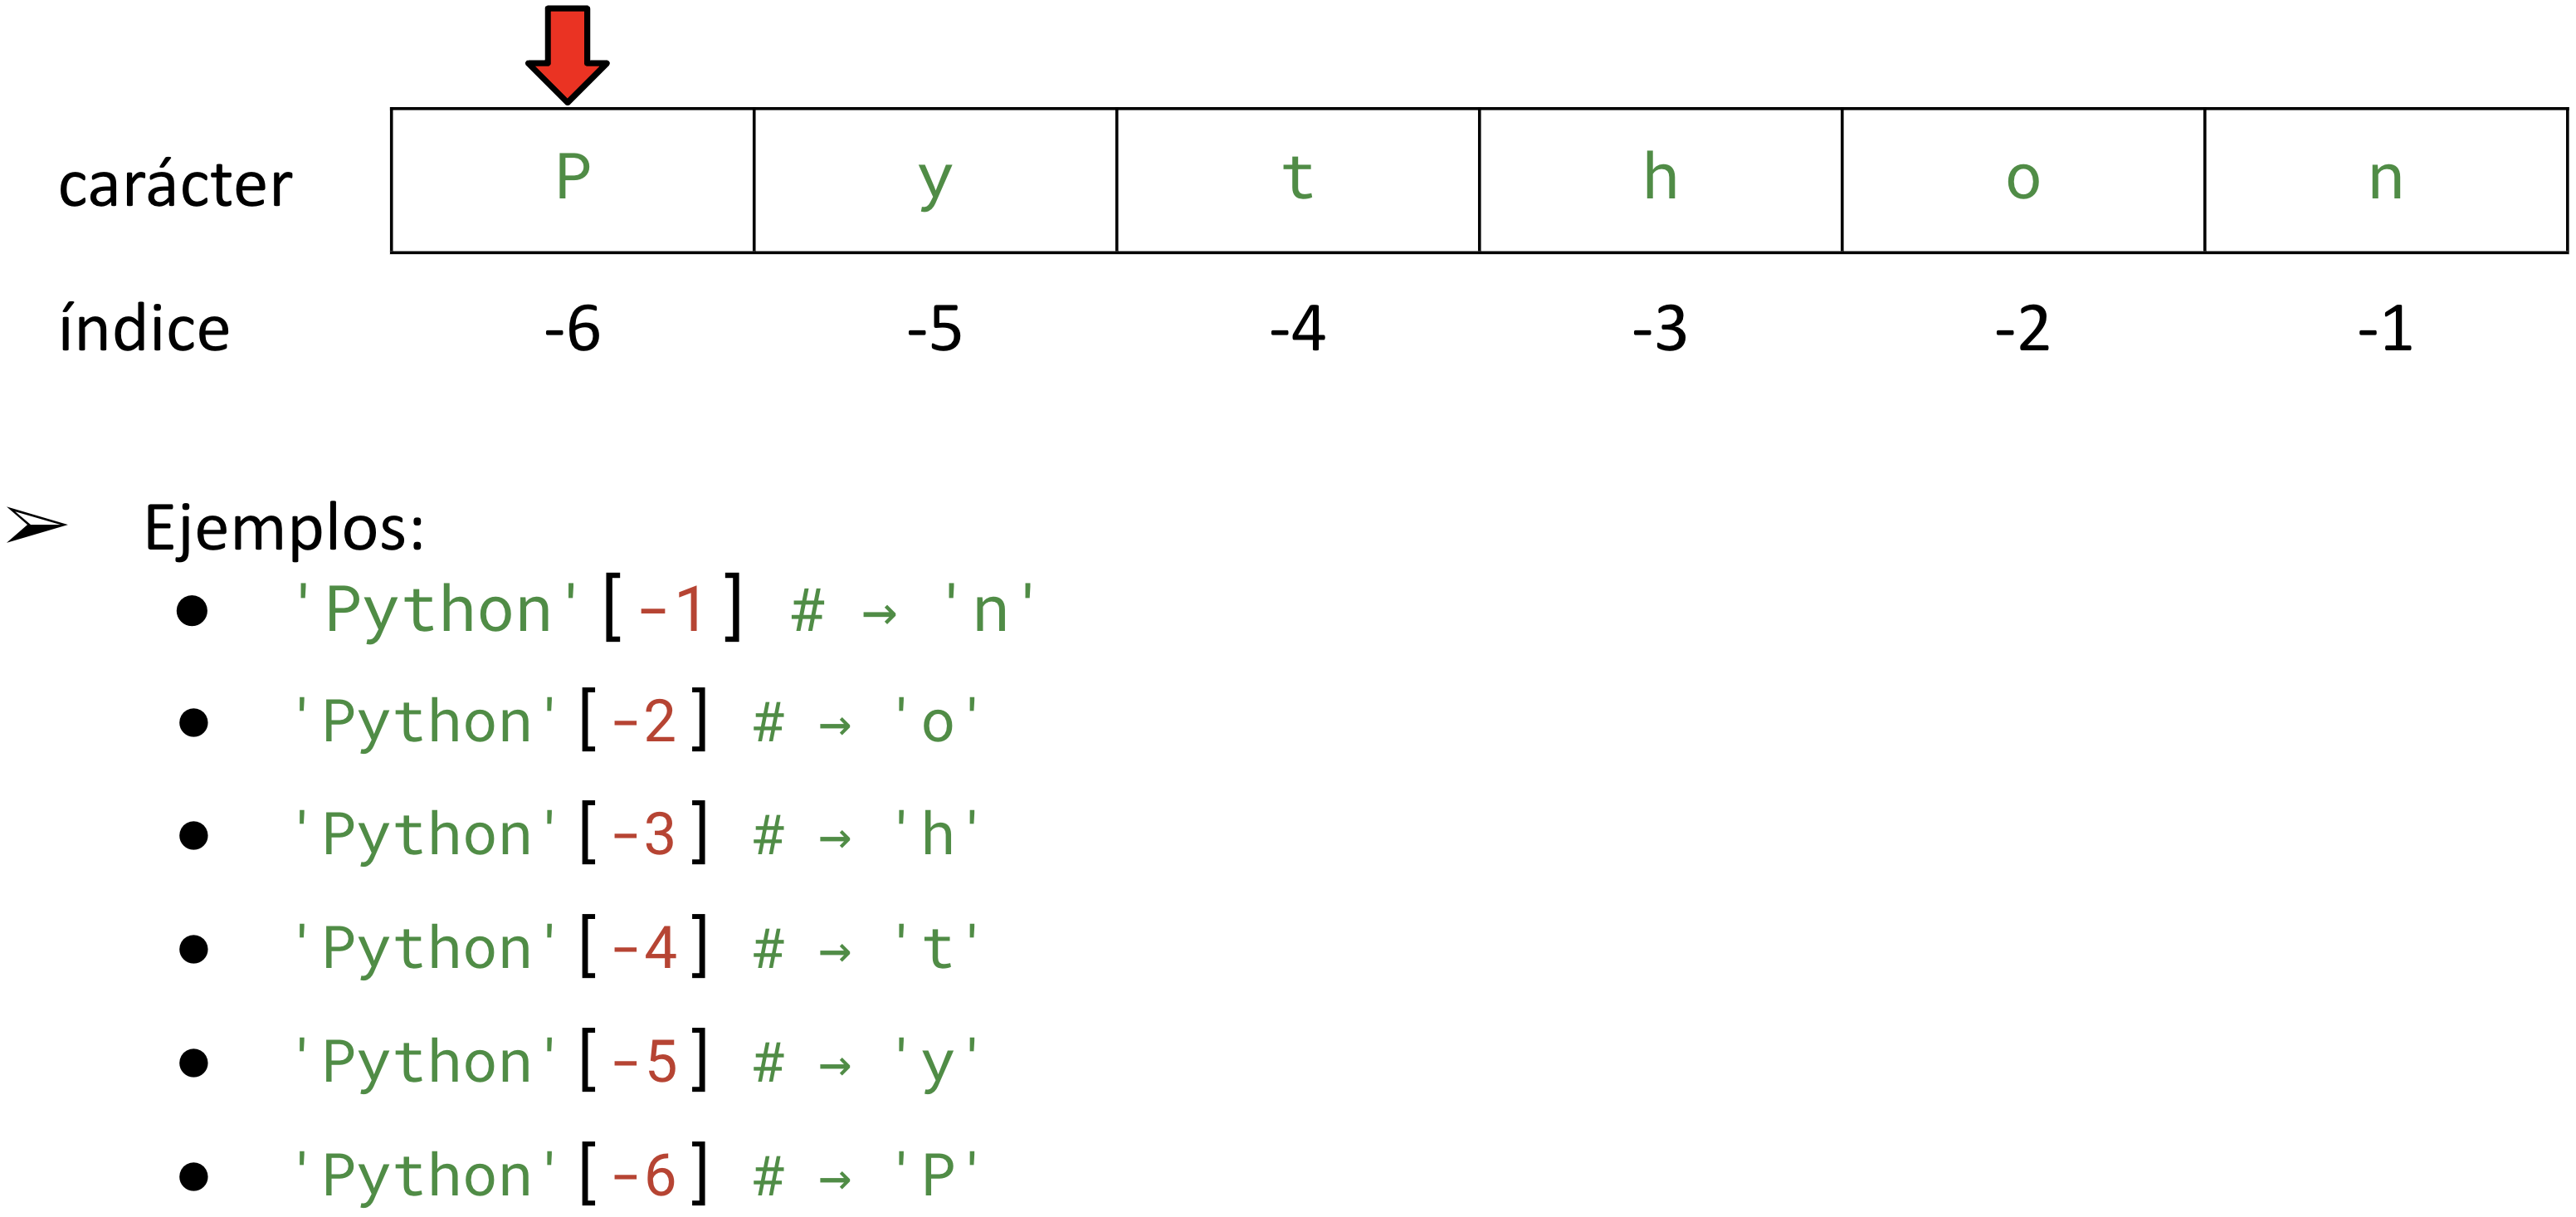 carácter P y t h o n
índice -6 -5 -4 -3 -2 -1
➢ Ejemplos:
● 'Python'[-1] # → 'n'
● 'Python'[-2] # → 'o'
● 'Python'[-3] # → 'h'
● 'Python'[-4] # → 't'
● 'Python'[-5] # → 'y'
● 'Python'[-6] # → 'P'